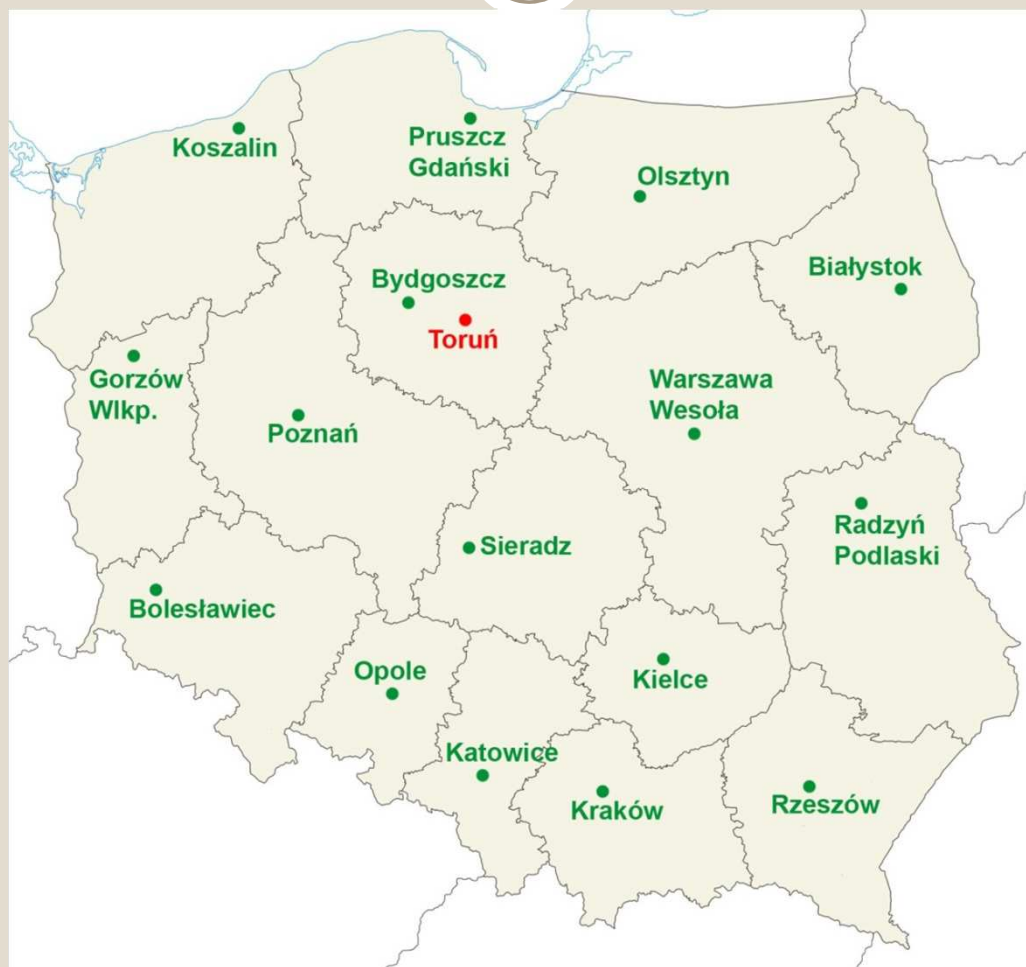 Koszalin
Pruszcz
Gdański
Olsztyn
Białystok
Bydgoszcz
Toruń
Gorzów
Wlkp.
Poznań
Warszawa
Wesoła
Radzyń
Podlaski
Sieradz
Bolesławiec
Opole
Kielce
Katowice
Kraków
Rzeszów